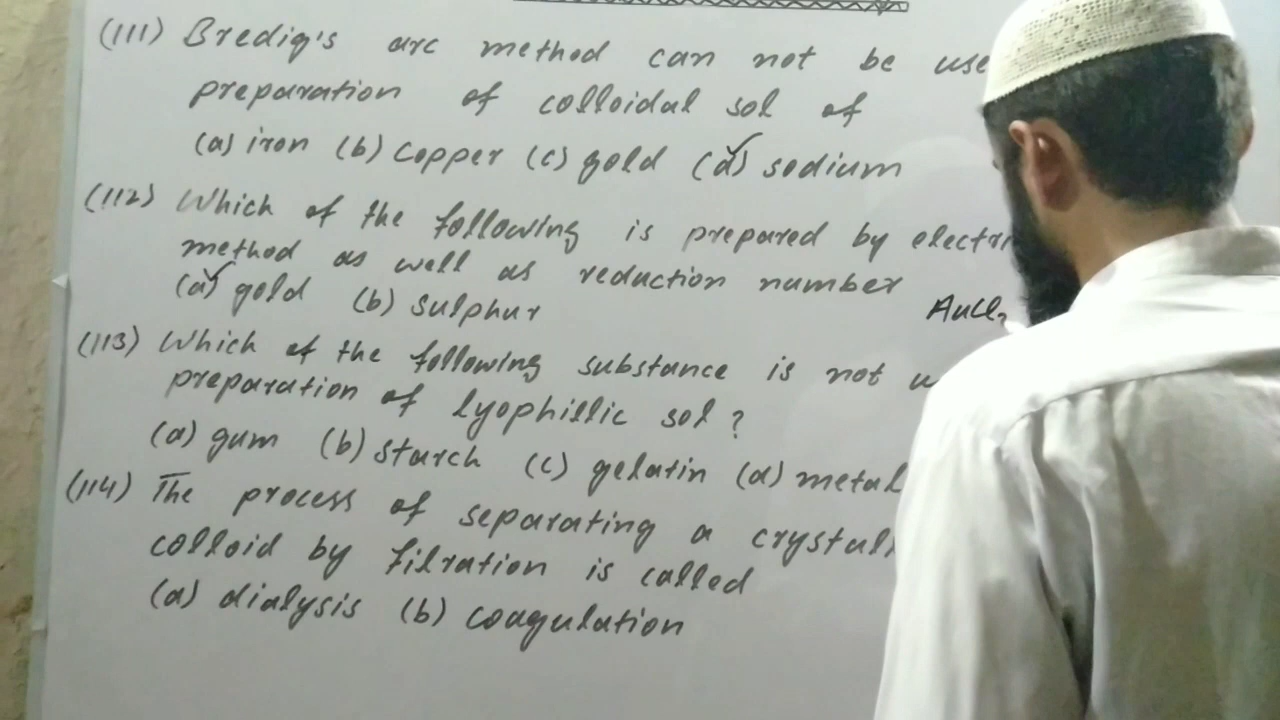 (111) Bredig's arc method can not be use
preparation of colloidal sol of
(a) iron (b) copper (c) gold (d) sodium
(112) Which of the following is prepared by electr
method as well as reduction number
(a) gold (b) sulphur
AuCl3
(113) Which of the following substance is not u
preparation of lyophillic sol?
(a) gum (b) starch (c) gelatin (d) metal
(114) The process of separating a crystall
colloid by filration is called
(a) dialysis (b) coagulation